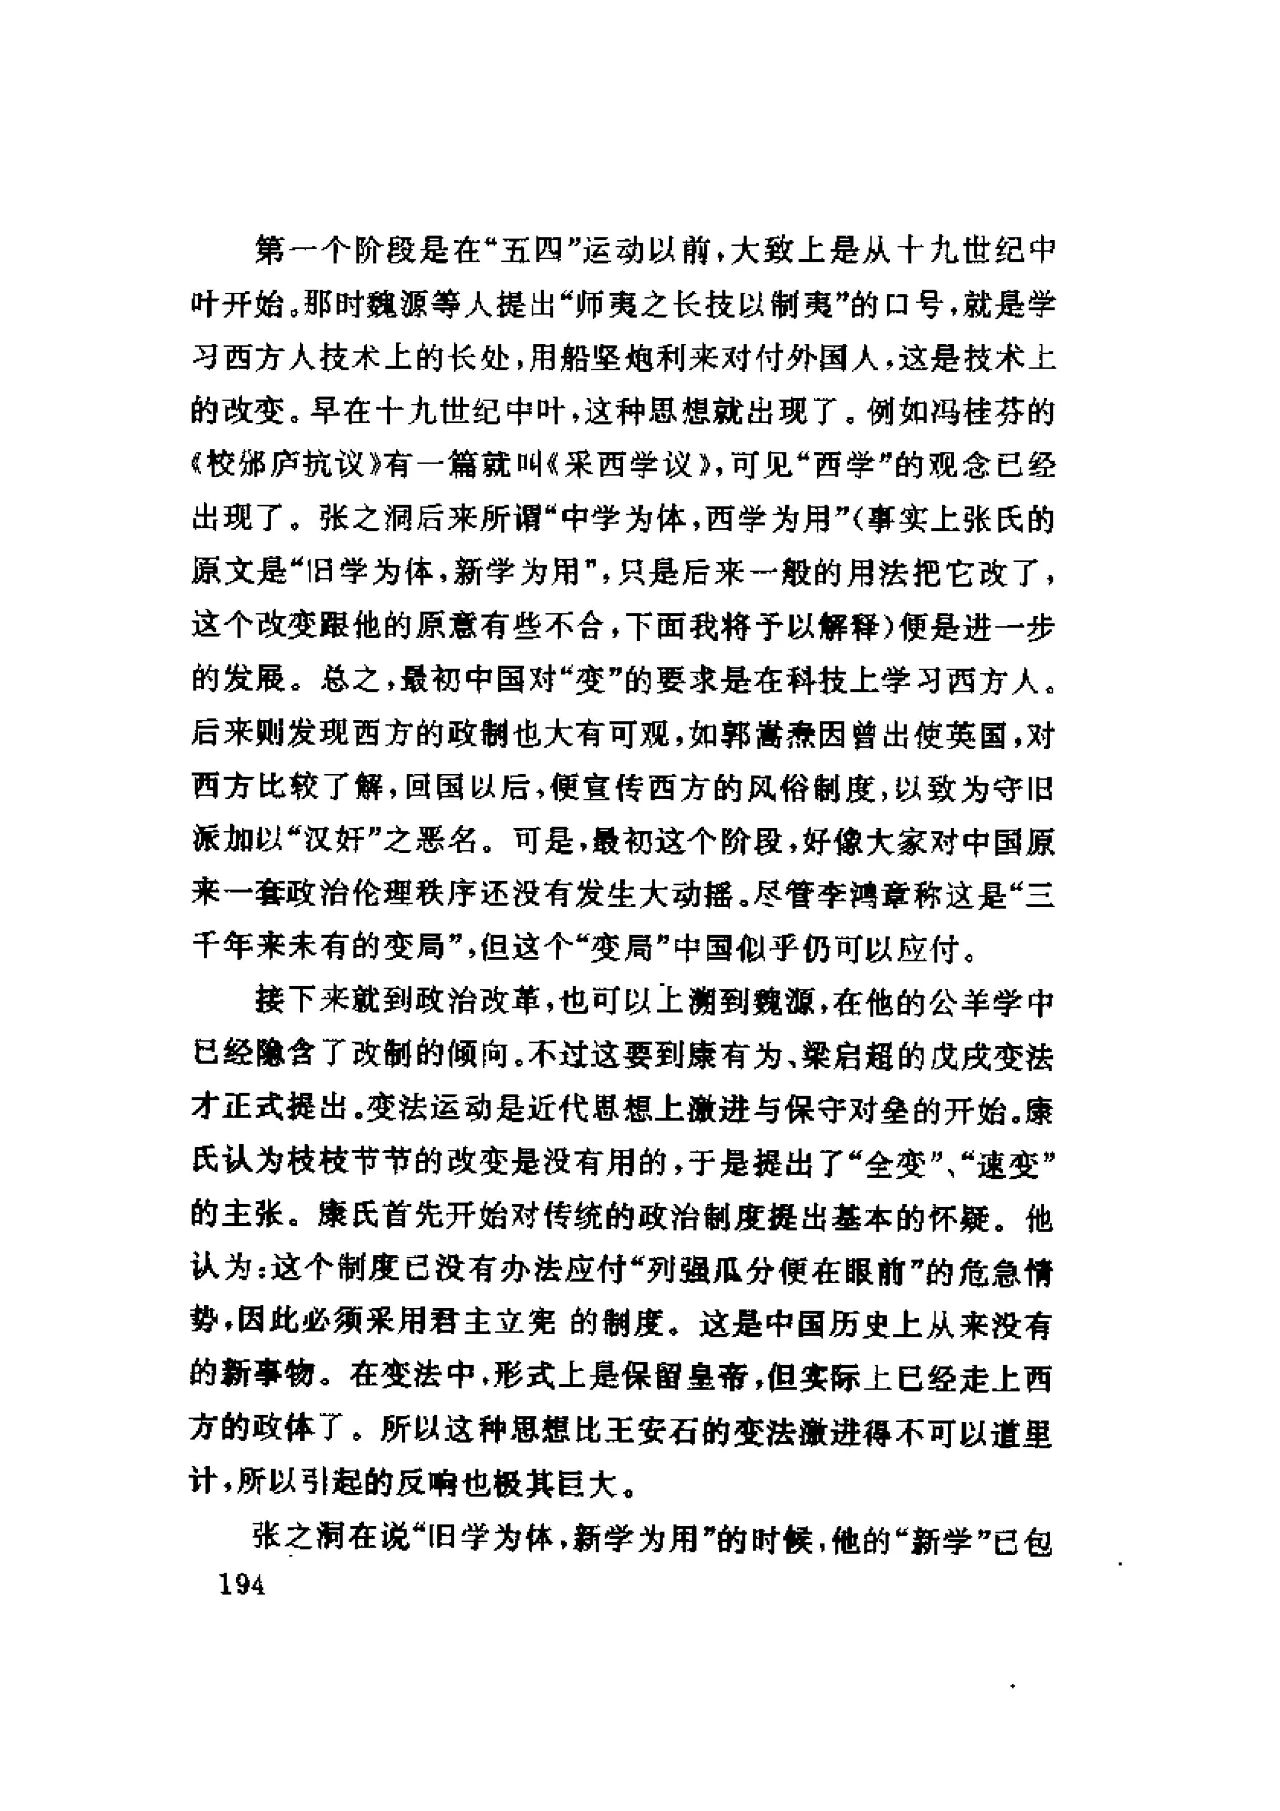 第一个阶段是在“五四”运动以前，大致上是从十九世纪中
叶开始。那时魏源等人提出“师夷之长技以制夷”的口号，就是学
习西方人技术上的长处，用船坚炮利来对付外国人，这是技术上
的改变。早在十九世纪中叶，这种思想就出现了。例如冯桂芬的
《校邠庐抗议》有一篇就叫《采西学议》，可见“西学”的观念已经
出现了。张之洞后来所谓“中学为体，西学为用”（事实上张氏的
原文是“旧学为体，新学为用”，只是后来一般的用法把它改了，
这个改变跟他的原意有些不合，下面我将予以解释）便是进一步
的发展。总之，最初中国对“变”的要求是在科技上学习西方人。
后来则发现西方的政制也大有可观，如郭嵩焘因曾出使英国，对
西方比较了解，回国以后，便宣传西方的风俗制度，以致为守旧
派加以“汉奸”之恶名。可是，最初这个阶段，好像大家对中国原
来一套政治伦理秩序还没有发生大动摇。尽管李鸿章称这是“三
千年来未有的变局”，但这个“变局”中国似乎仍可以应付。
接下来就到政治改革，也可以上溯到魏源，在他的公羊学中
已经隐含了改制的倾向。不过这要到康有为、梁启超的戊戌变法
才正式提出。变法运动是近代思想上激进与保守对垒的开始。康
氏认为枝枝节节的改变是没有用的，于是提出了“全变”、“速变”
的主张。康氏首先开始对传统的政治制度提出基本的怀疑。他
认为：这个制度已没有办法应付“列强瓜分便在眼前”的危急情
势，因此必须采用君主立宪 的制度。这是中国历史上从来没有
的新事物。在变法中，形式上是保留皇帝，但实际上已经走上西
方的政体了。所以这种思想比王安石的变法激进得不可以道里
计，所以引起的反响也极其巨大。
张之洞在说“旧学为体，新学为用”的时候，他的“新学”已包
194